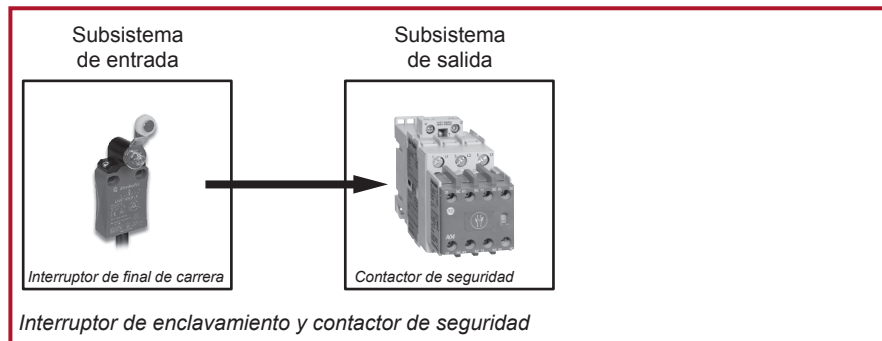 Subsistema
de entrada
Subsistema
de salida
Interruptor de final de carrera
Contactor de seguridad
Interruptor de enclavamiento y contactor de seguridad